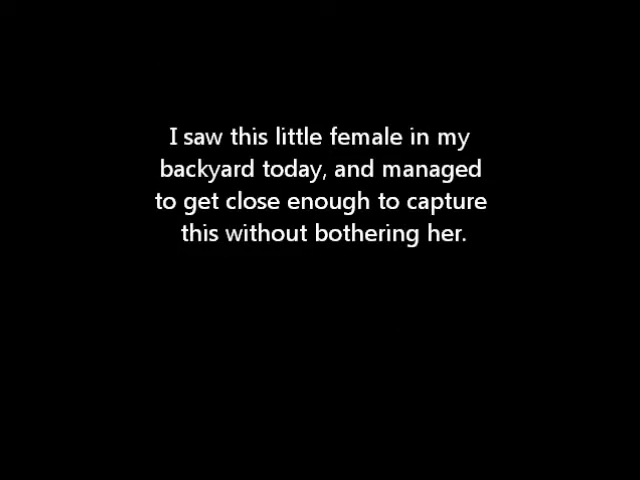 I saw this little female in my
backyard today, and managed
to get close enough to capture
this without bothering her.